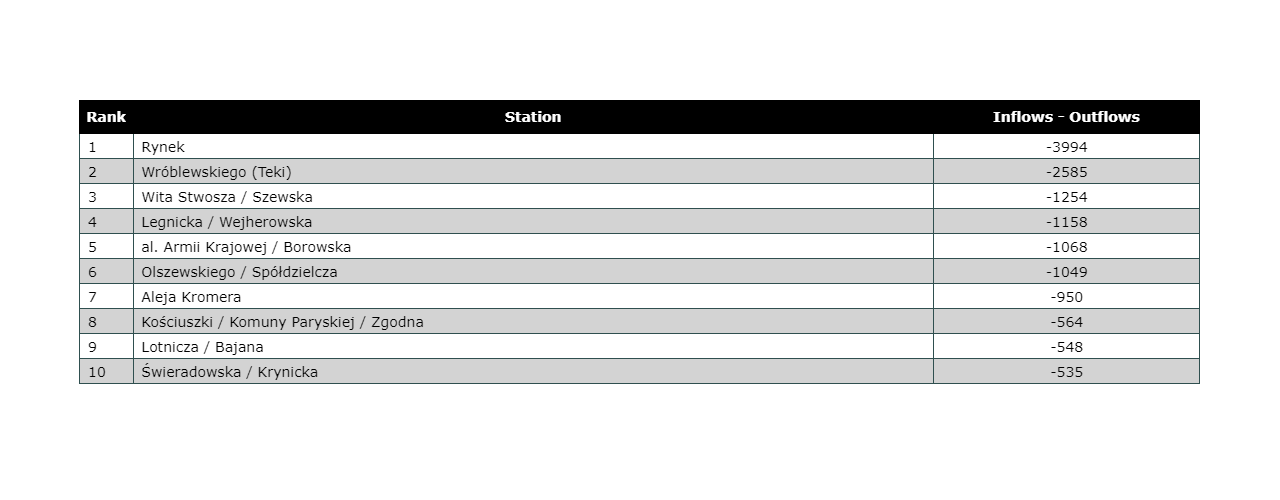 Rank Station Inflows - Outflows
1 Rynek -3994
2 Wróblewskiego (Teki) -2585
3 Wita Stwosza / Szewska -1254
4 Legnicka / Wejherowska -1158
5 al. Armii Krajowej / Borowska -1068
6 Olszewskiego / Spółdzielcza -1049
7 Aleja Kromera -950
8 Kościuszki / Komuny Paryskiej / Zgodna -564
9 Lotnicza / Bajana -548
10 Świeradowska / Krynicka -535